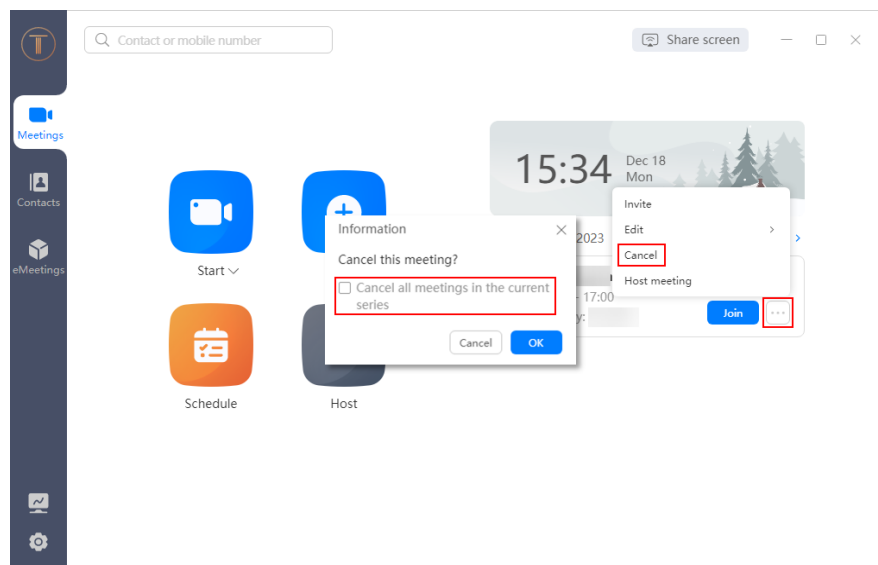 Contact or mobile number
Share screen
Meetings
Contacts
eMeetings
Start
Schedule
Host
15:34
Dec 18
Mon
2023
Invite
Edit
Cancel
Host meeting
- 17:00
y:
Join
Information
Cancel this meeting?
Cancel all meetings in the current
series
Cancel
OK